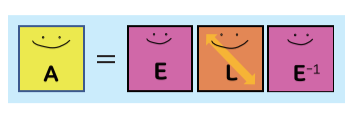 A = E L E⁻¹